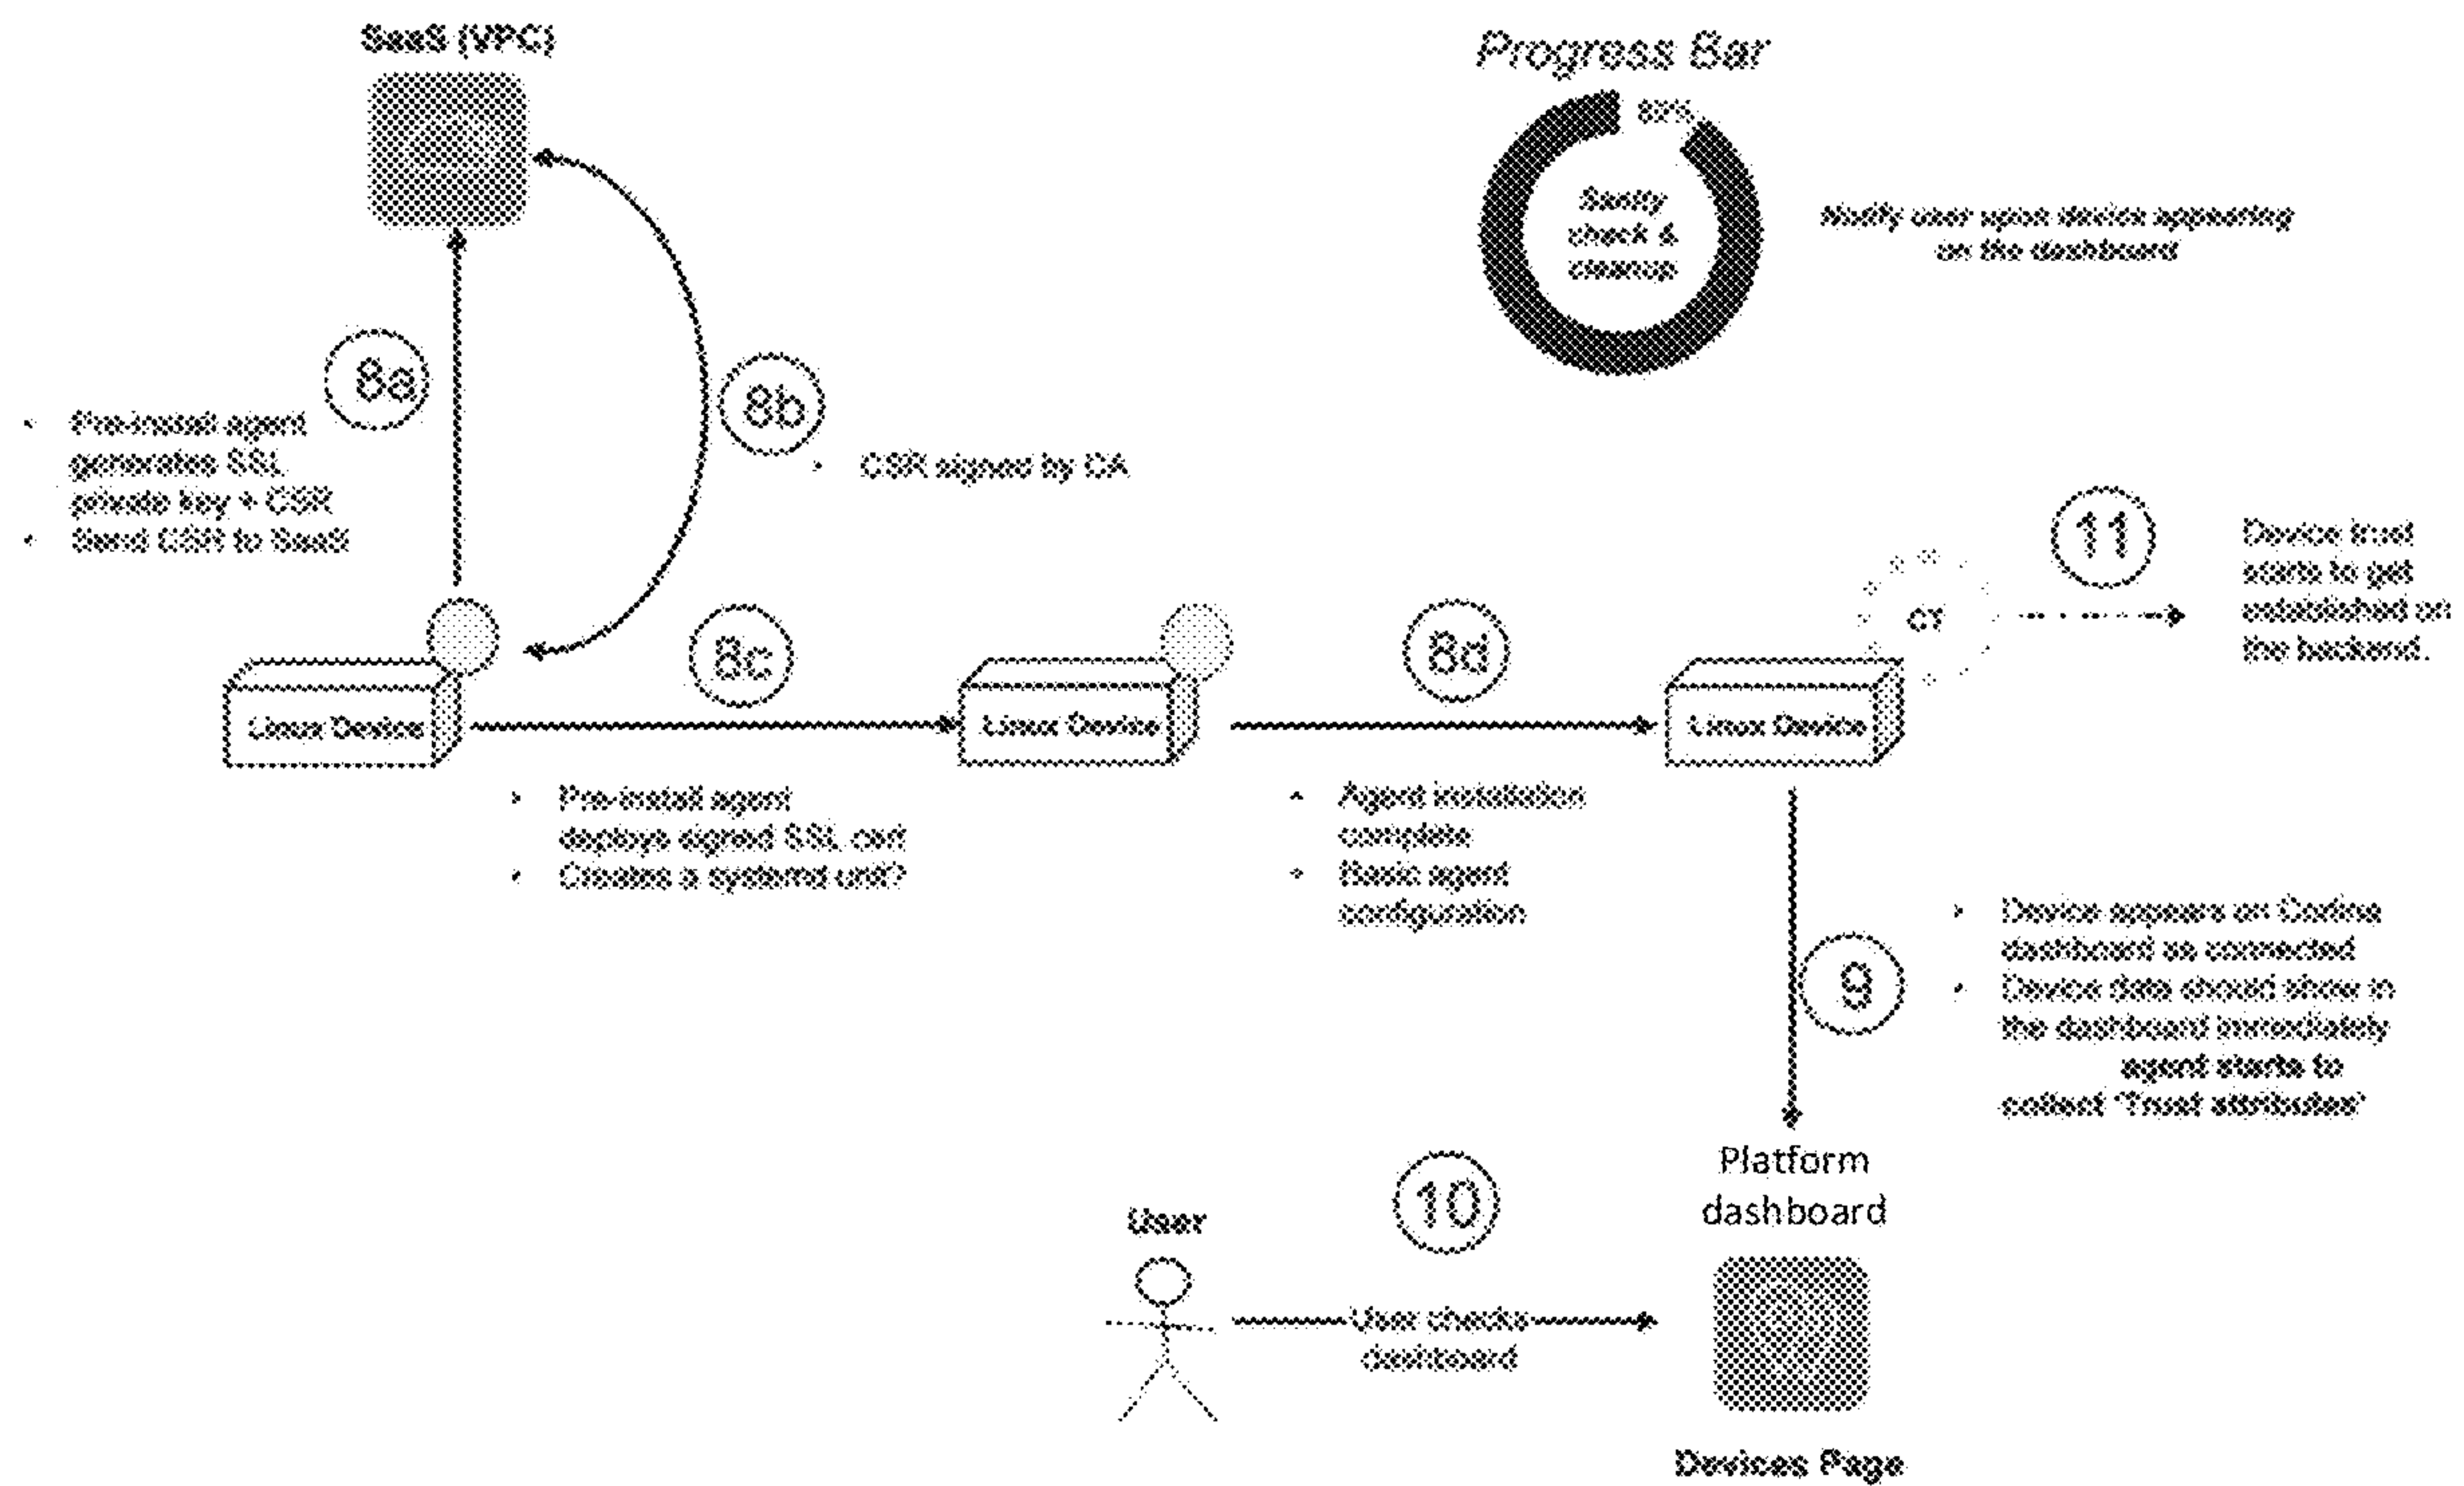 SaaS (VPC)
Progress Bar
Sanity
check &
cleanup
Notify user upon device appearing
on the dashboard
8a
8b
Pre-install agent
generates SSL
private key + CSR
Send CSR to SaaS
CSR signed by CA
11
Device trust
starts to get
established on
the backend.
8c
8d
Linux Device
Linux Device
Linux Device
Pre-install agent
deploys signed SSL cert
Creates a systemd unit?
Agent installation
complete
Basic agent
configuration
9
Device appears on
dashboard as connected
Device data should show in
the dashboard immediately
agent starts to
collect 'Trust attributes'
Platform
dashboard
10
User
User checks
dashboard
Devices Page